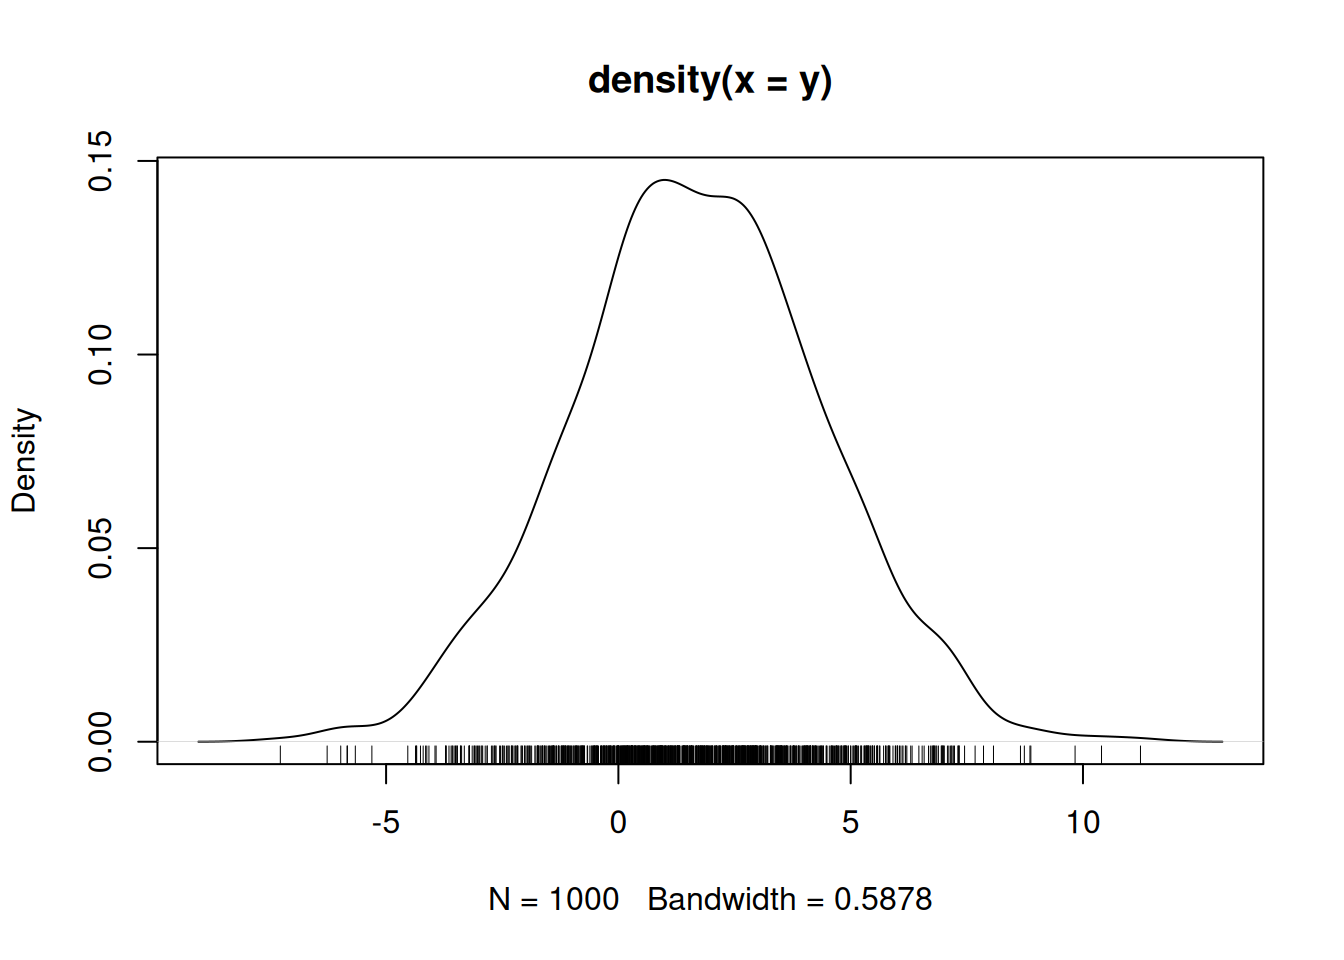 density(x = y)
Density
0.15
0.10
0.05
0.00
-5 0 5 10
N = 1000 Bandwidth = 0.5878